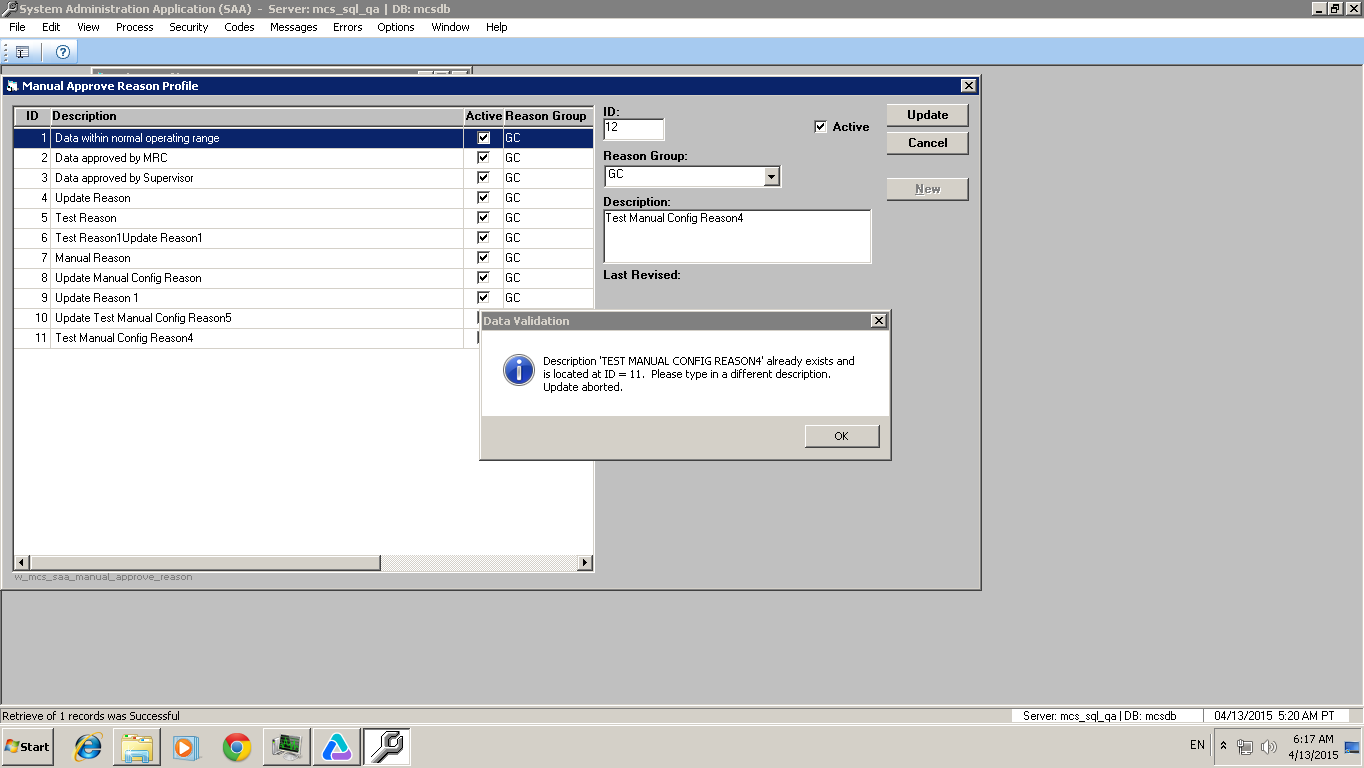 System Administration Application (SAA) - Server: mcs_sql_qa | DB: mcsdb
File Edit View Process Security Codes Messages Errors Options Window Help
Manual Approve Reason Profile
ID Description Active Reason Group
1 Data within normal operating range GC
2 Data approved by MRC GC
3 Data approved by Supervisor GC
4 Update Reason GC
5 Test Reason GC
6 Test Reason1Update Reason1 GC
7 Manual Reason GC
8 Update Manual Config Reason GC
9 Update Reason 1 GC
10 Update Test Manual Config Reason5
11 Test Manual Config Reason4
ID:
12
Active
Reason Group:
GC
Description:
Test Manual Config Reason4
Last Revised:
Update
Cancel
New
Data Validation
Description 'TEST MANUAL CONFIG REASON4' already exists and
is located at ID = 11. Please type in a different description.
Update aborted.
OK
w_mcs_saa_manual_approve_reason
Retrieve of 1 records was Successful
Server: mcs_sql_qa | DB: mcsdb
04/13/2015 5:20 AM PT
Start
EN
6:17 AM
4/13/2015